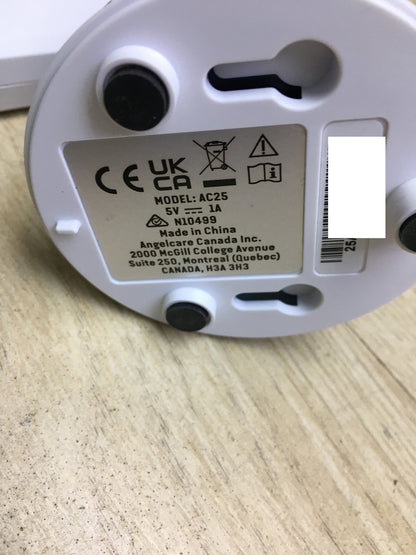 CE UK
CA
MODEL: AC25
5V ⎓ 1A
N10499
Made in China
Angelcare Canada Inc.
2000 McGill College Avenue
Suite 250, Montreal (Quebec)
CANADA, H3A 3H3
25